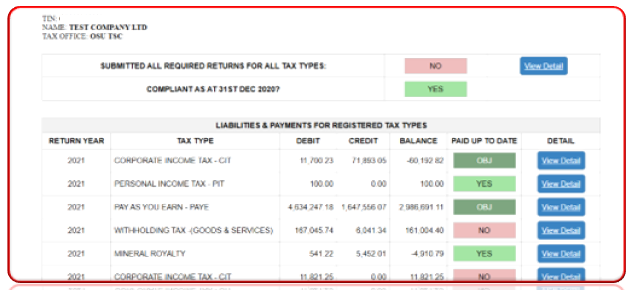 TIN:
NAME: TEST COMPANY LTD
TAX OFFICE: OSU TSC
SUBMITTED ALL REQUIRED RETURNS FOR ALL TAX TYPES: NO View Detail
COMPLIANT AS AT 31ST DEC 2020? YES
LIABILITIES & PAYMENTS FOR REGISTERED TAX TYPES
RETURN YEAR TAX TYPE DEBIT CREDIT BALANCE PAID UP TO DATE DETAIL
2021 CORPORATE INCOME TAX - CIT 11,700.23 71,893.05 -60,192.82 OBJ View Detail
2021 PERSONAL INCOME TAX - PIT 100.00 0.00 100.00 YES View Detail
2021 PAY AS YOU EARN - PAYE 4,634,247.18 1,647,556.07 2,986,691.11 OBJ View Detail
2021 WITHHOLDING TAX -(GOODS & SERVICES) 167,045.74 6,041.34 161,004.40 NO View Detail
2021 MINERAL ROYALTY 541.22 5,452.01 -4,910.79 YES View Detail
2021 CORPORATE INCOME TAX - CIT 11,821.25 0.00 11,821.25 NO View Detail